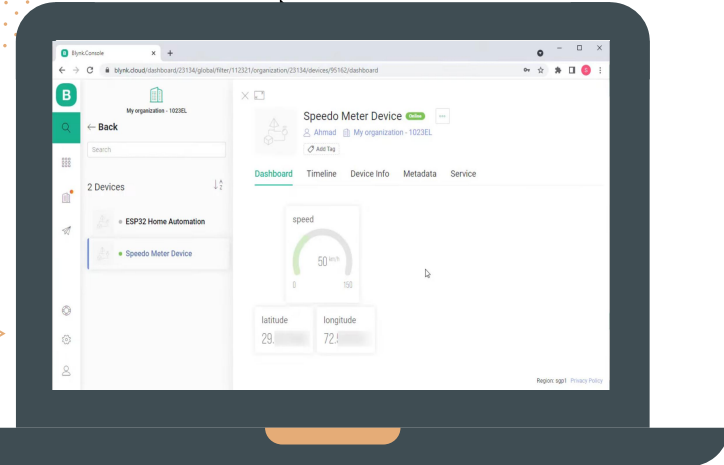 Blynk.Console
blynk.cloud/dashboard/23134/global/filter/112321/organization/23134/devices/95162/dashboard
B
My organization - 1023EL
← Back
Search
2 Devices
ESP32 Home Automation
Speedo Meter Device
Speedo Meter Device Online
Ahmad My organization - 1023EL
Add Tag
Dashboard Timeline Device Info Metadata Service
speed
50 km/h
0 150
latitude longitude
29. 72.
Region: sgp1 Privacy Policy